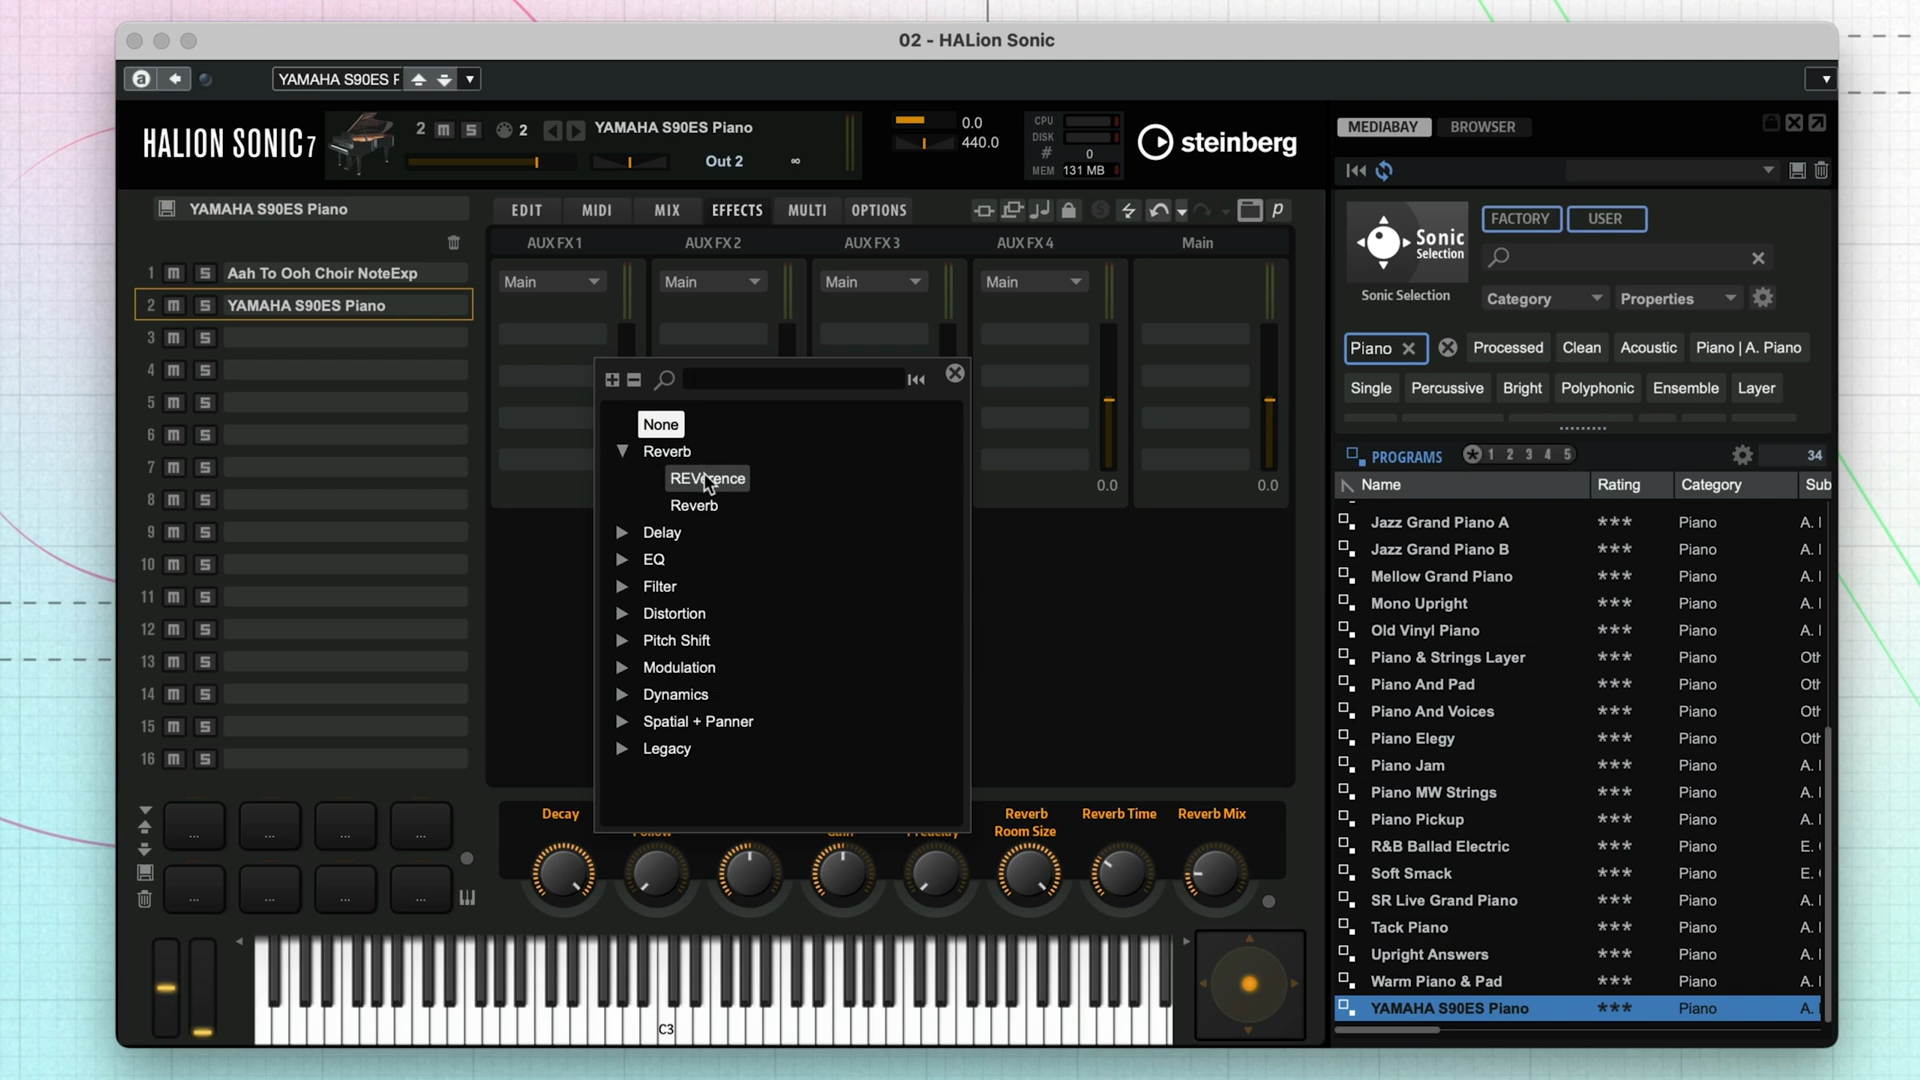 02 - HALion Sonic
a
YAMAHA S90ES F
HALION SONIC 7
2 m S 2 YAMAHA S90ES Piano
Out 2 ∞
0.0
440.0
CPU
DISK
# 0
MEM 131 MB
steinberg
MEDIABAY BROWSER
YAMAHA S90ES Piano
EDIT MIDI MIX EFFECTS MULTI OPTIONS
S p
AUX FX 1 AUX FX 2 AUX FX 3 AUX FX 4 Main
Main Main Main Main
1 m S Aah To Ooh Choir NoteExp
2 m S YAMAHA S90ES Piano
3 m S
4 m S
5 m S
6 m S
7 m S
8 m S
9 m S
10 m S
11 m S
12 m S
13 m S
14 m S
15 m S
16 m S
0.0 0.0
None
Reverb
REVerence
Reverb
Delay
EQ
Filter
Distortion
Pitch Shift
Modulation
Dynamics
Spatial + Panner
Legacy
... ... ... ...
... ... ... ...
Decay
Reverb
Room Size
Reverb Time
Reverb Mix
C3
Sonic
Selection
Sonic Selection
FACTORY USER
Category Properties
Piano Processed Clean Acoustic Piano | A. Piano
Single Percussive Bright Polyphonic Ensemble Layer
PROGRAMS 1 2 3 4 5 34
Name Rating Category Sub
Jazz Grand Piano A *** Piano A. |
Jazz Grand Piano B *** Piano A. |
Mellow Grand Piano *** Piano A. |
Mono Upright *** Piano A. |
Old Vinyl Piano *** Piano A. |
Piano & Strings Layer *** Piano Oth
Piano And Pad *** Piano Oth
Piano And Voices *** Piano Oth
Piano Elegy *** Piano Oth
Piano Jam *** Piano A. |
Piano MW Strings *** Piano A. |
Piano Pickup *** Piano A. |
R&B Ballad Electric *** Piano E.
Soft Smack *** Piano E.
SR Live Grand Piano *** Piano A. |
Tack Piano *** Piano A. |
Upright Answers *** Piano A. |
Warm Piano & Pad *** Piano A. |
YAMAHA S90ES Piano *** Piano A. |